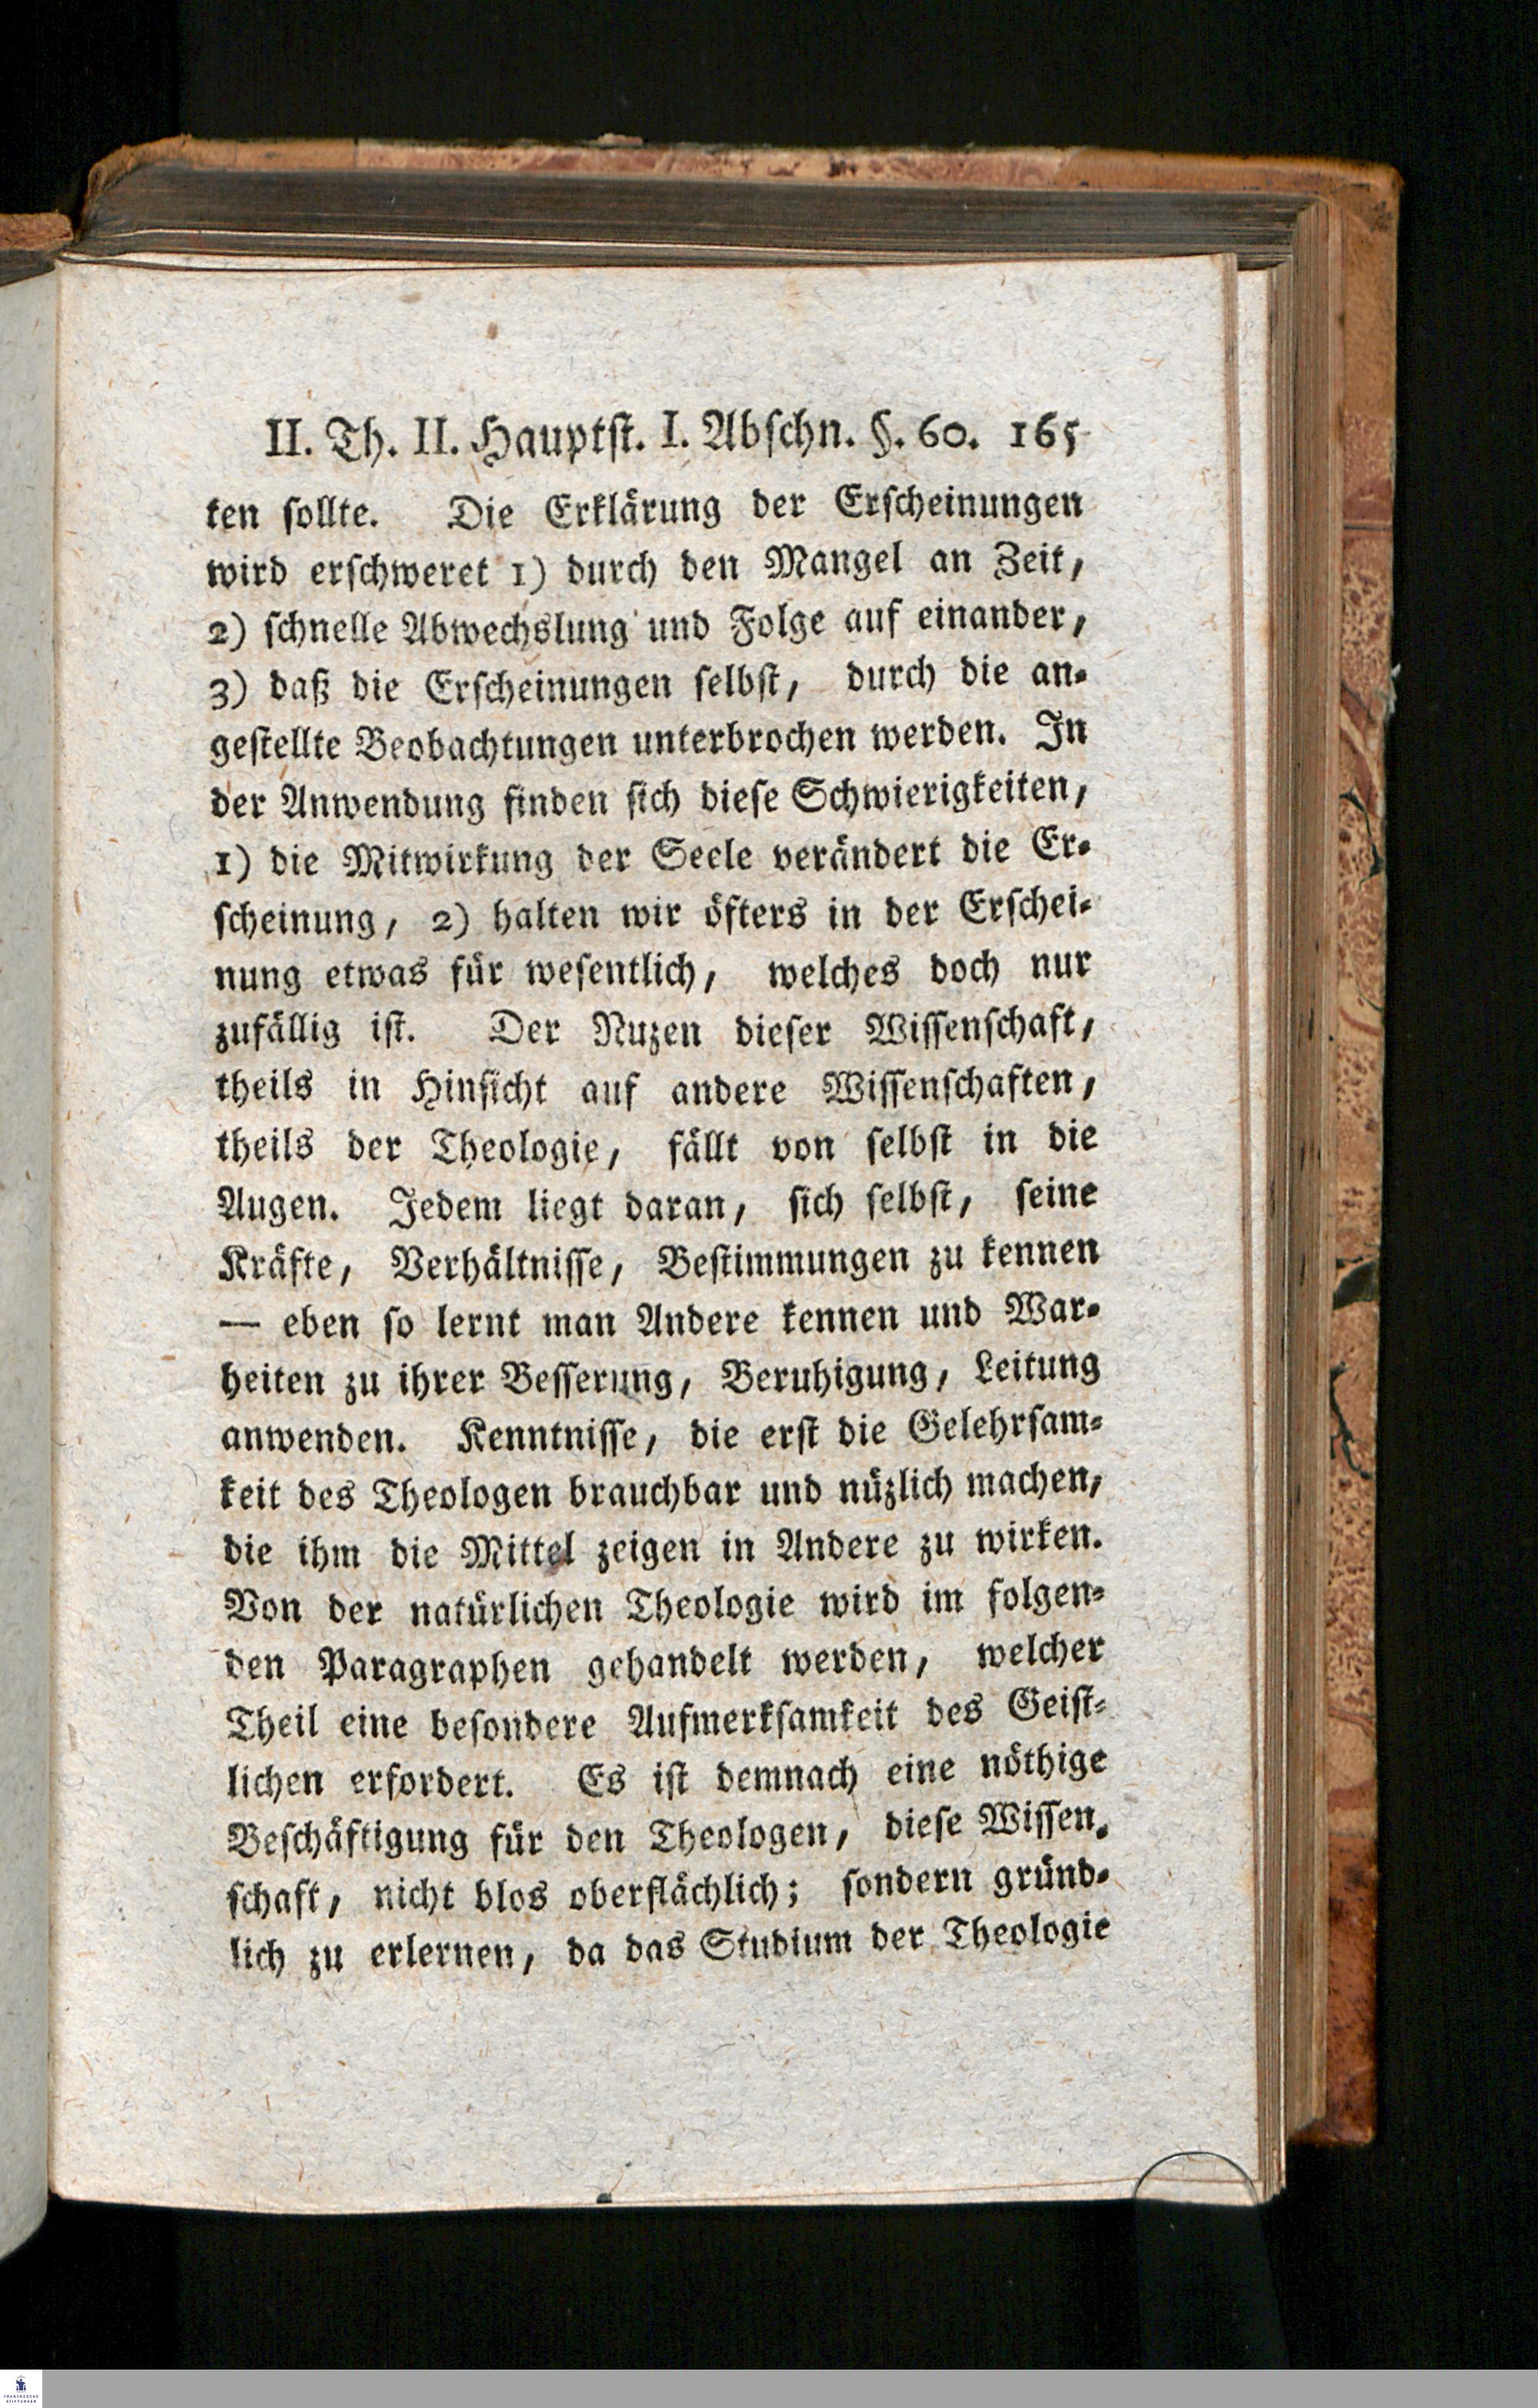 II. Th. II. Hauptst. I. Abschn. §. 60. 165
ken sollte. Die Erklärung der Erscheinungen
wird erschweret 1) durch den Mangel an Zeit,
2) schnelle Abwechslung und Folge auf einander,
3) daß die Erscheinungen selbst, durch die an-
gestellte Beobachtungen unterbrochen werden. In
der Anwendung finden sich diese Schwierigkeiten,
1) die Mitwirkung der Seele verändert die Er-
scheinung, 2) halten wir öfters in der Erschei-
nung etwas für wesentlich, welches doch nur
zufällig ist. Der Nuzen dieser Wissenschaft,
theils in Hinsicht auf andere Wissenschaften,
theils der Theologie, fällt von selbst in die
Augen. Jedem liegt daran, sich selbst, seine
Kräfte, Verhältnisse, Bestimmungen zu kennen
— eben so lernt man Andere kennen und War-
heiten zu ihrer Besserung, Beruhigung, Leitung
anwenden. Kenntnisse, die erst die Gelehrsam-
keit des Theologen brauchbar und nüzlich machen,
die ihm die Mittel zeigen in Andere zu wirken.
Von der natürlichen Theologie wird im folgen-
den Paragraphen gehandelt werden, welcher
Theil eine besondere Aufmerksamkeit des Geist-
lichen erfordert. Es ist demnach eine nöthige
Beschäftigung für den Theologen, diese Wissen-
schaft, nicht blos oberflächlich; sondern gründ-
lich zu erlernen, da das Studium der Theologie
FRANCKESCHE
STIFTUNGEN